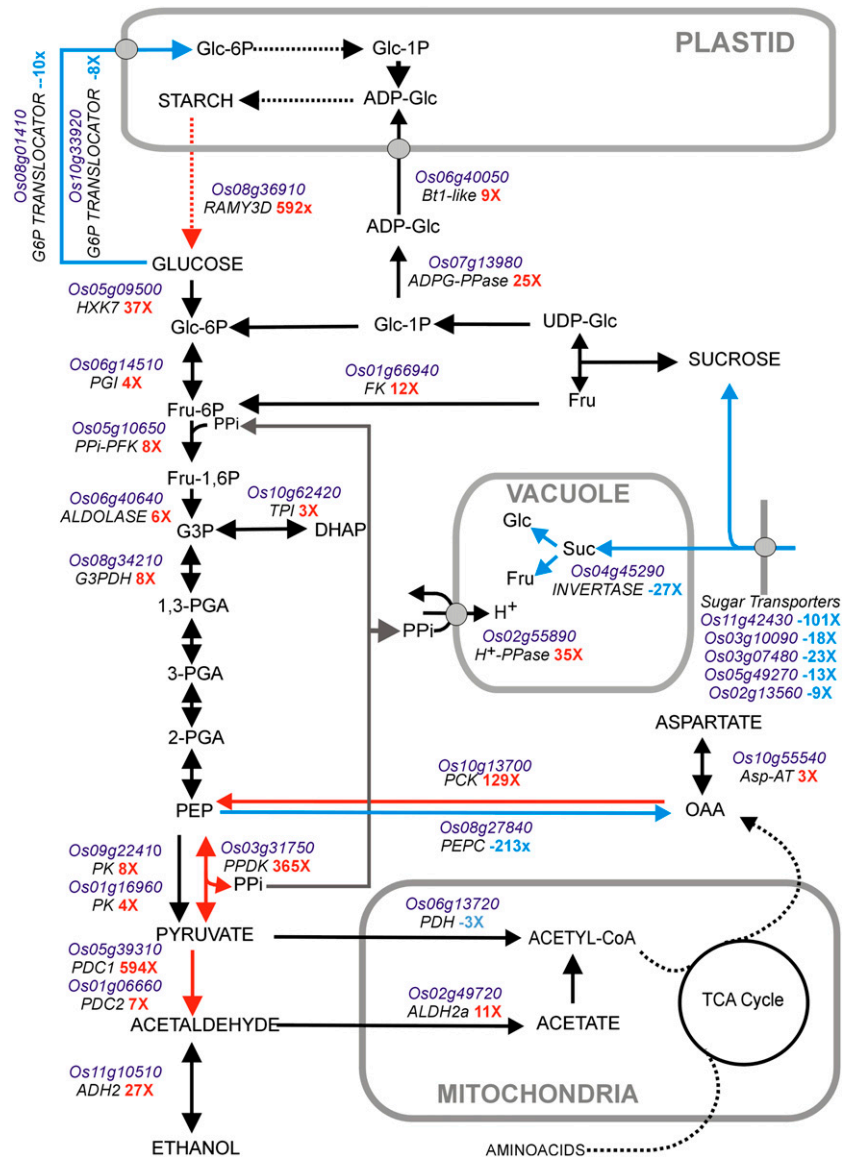 PLASTID
Glc-6P
Glc-1P
STARCH
ADP-Glc
Os08g01410
G6P TRANSLOCATOR --10x
Os10g33920
G6P TRANSLOCATOR -8X
Os08g36910
RAMY3D 592x
Os06g40050
Bt1-like 9X
ADP-Glc
GLUCOSE
Os07g13980
ADPG-PPase 25X
Os05g09500
HXK7 37X
Glc-6P
Glc-1P
UDP-Glc
SUCROSE
Os06g14510
PGI 4X
Os01g66940
FK 12X
Fru
Fru-6P
PPi
Os05g10650
PPi-PFK 8X
Fru-1,6P
VACUOLE
Os06g40640
ALDOLASE 6X
Os10g62420
TPI 3X
G3P
DHAP
Glc
Suc
Fru
Os04g45290
INVERTASE -27X
Os08g34210
G3PDH 8X
1,3-PGA
PPi
H+
Os02g55890
H+-PPase 35X
Sugar Transporters
Os11g42430 -101X
Os03g10090 -18X
Os03g07480 -23X
Os05g49270 -13X
Os02g13560 -9X
3-PGA
2-PGA
ASPARTATE
Os10g55540
Asp-AT 3X
Os10g13700
PCK 129X
PEP
OAA
Os08g27840
PEPC -213x
Os09g22410
PK 8X
Os01g16960
PK 4X
Os03g31750
PPDK 365X
PPi
PYRUVATE
Os06g13720
PDH -3X
ACETYL-CoA
Os05g39310
PDC1 594X
Os01g06660
PDC2 7X
TCA Cycle
ACETALDEHYDE
Os02g49720
ALDH2a 11X
ACETATE
Os11g10510
ADH2 27X
MITOCHONDRIA
ETHANOL
AMINOACIDS